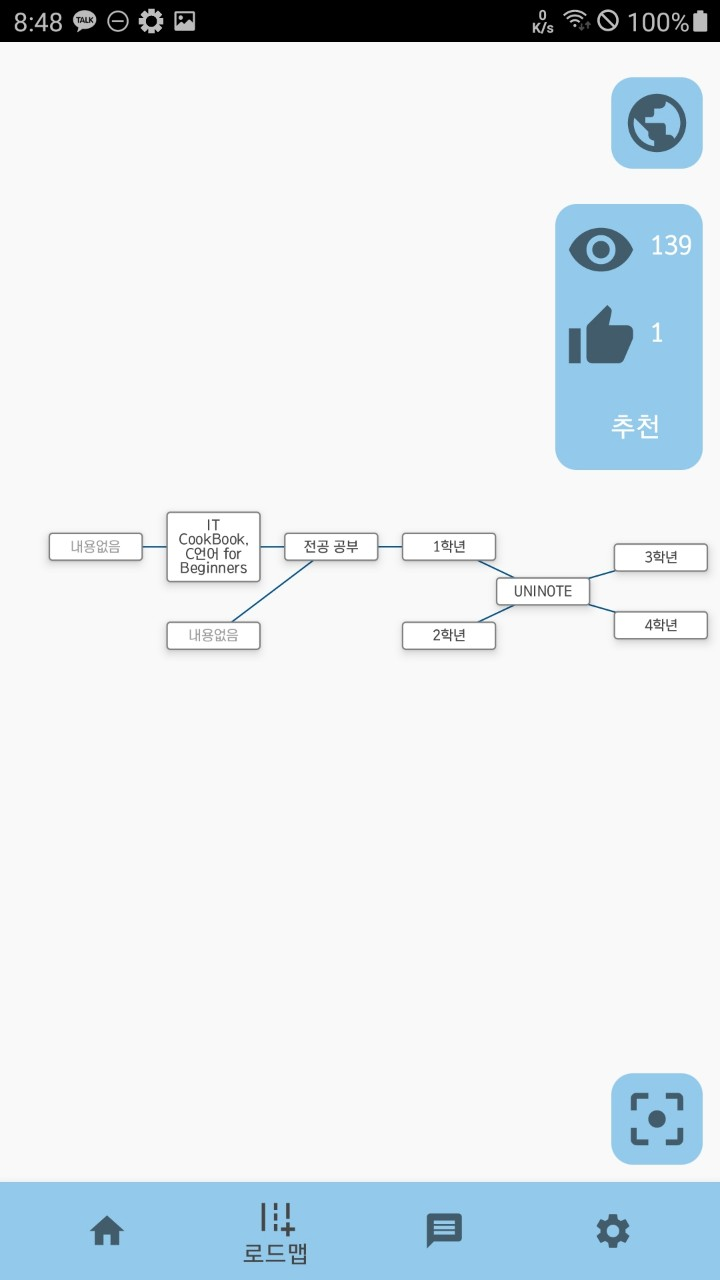 8:48 TALK 0 K/s 100%
139
1
추천
내용없음
IT
CookBook,
C언어 for
Beginners
전공 공부
1학년
3학년
UNINOTE
4학년
내용없음
2학년
로드맵